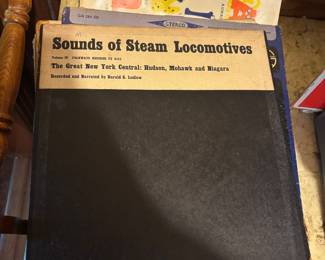 STEREO
Sounds of Steam Locomotives
The Great New York Central: Hudson, Mohawk and Niagara
Recorded and Narrated by Harold S. Ludlow